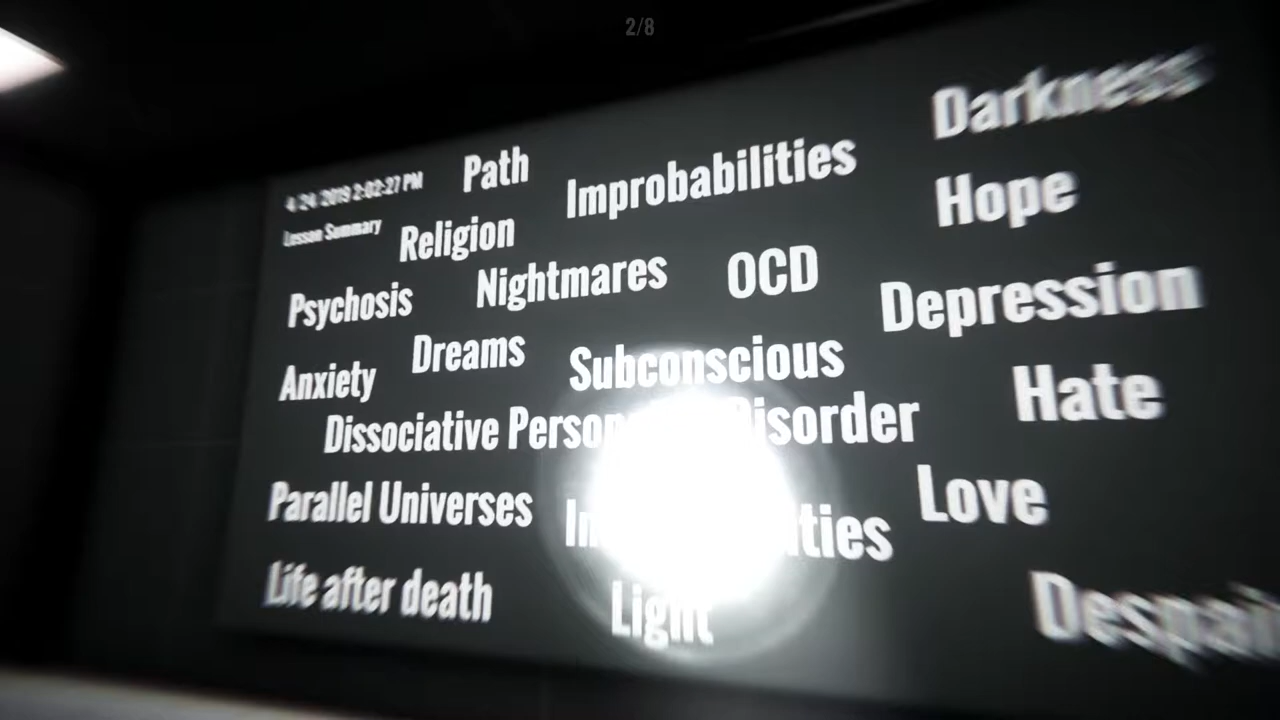 2/8
4/24/2019 2:02:27 PM
Lesson Summary
Path
Improbabilities
Darkness
Religion
Hope
Psychosis
Nightmares
OCD
Depression
Anxiety
Dreams
Subconscious
Hate
Dissociative Disorder
Parallel Universes
Love
Life after death
Light
Despair